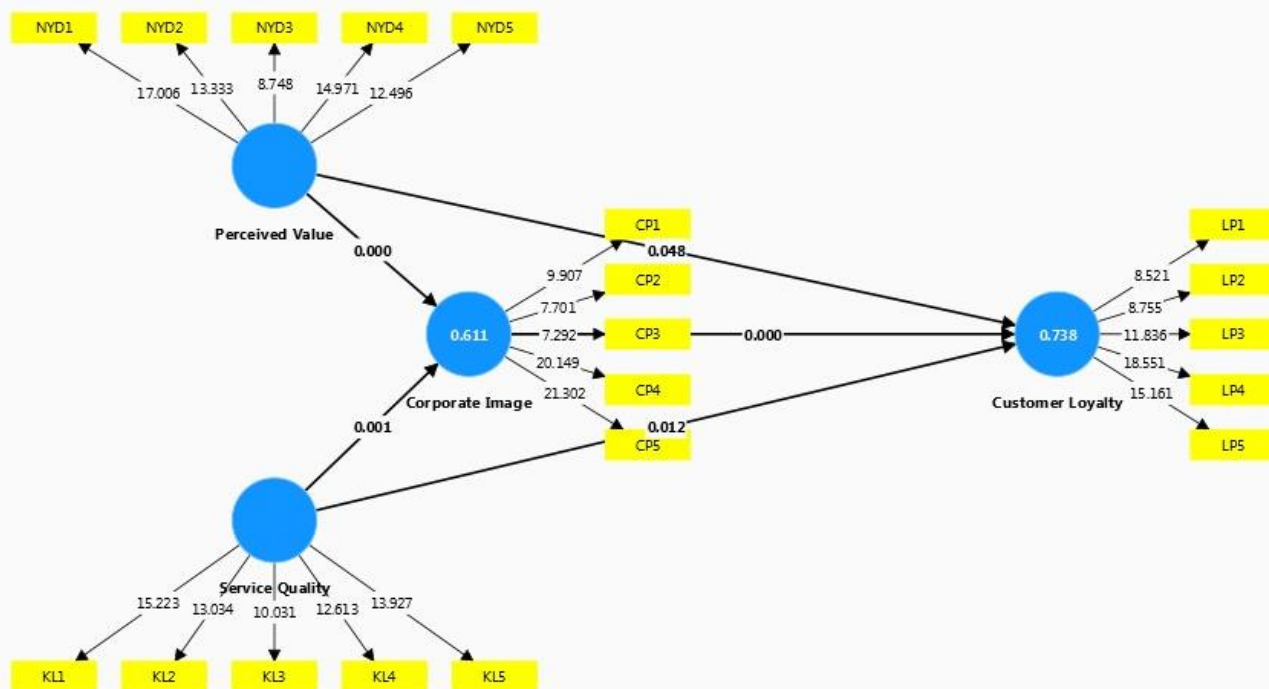 NYD1 NYD2 NYD3 NYD4 NYD5
17.006 13.333 8.748 14.971 12.496
Perceived Value
0.000
0.048
CP1
CP2
CP3
CP4
CP5
9.907
7.701
7.292
20.149
21.302
0.611
Corporate Image
0.000
0.001
0.012
LP1
LP2
LP3
LP4
LP5
8.521
8.755
11.836
18.551
15.161
0.738
Customer Loyalty
Service Quality
15.223 13.034 10.031 12.613 13.927
KL1 KL2 KL3 KL4 KL5